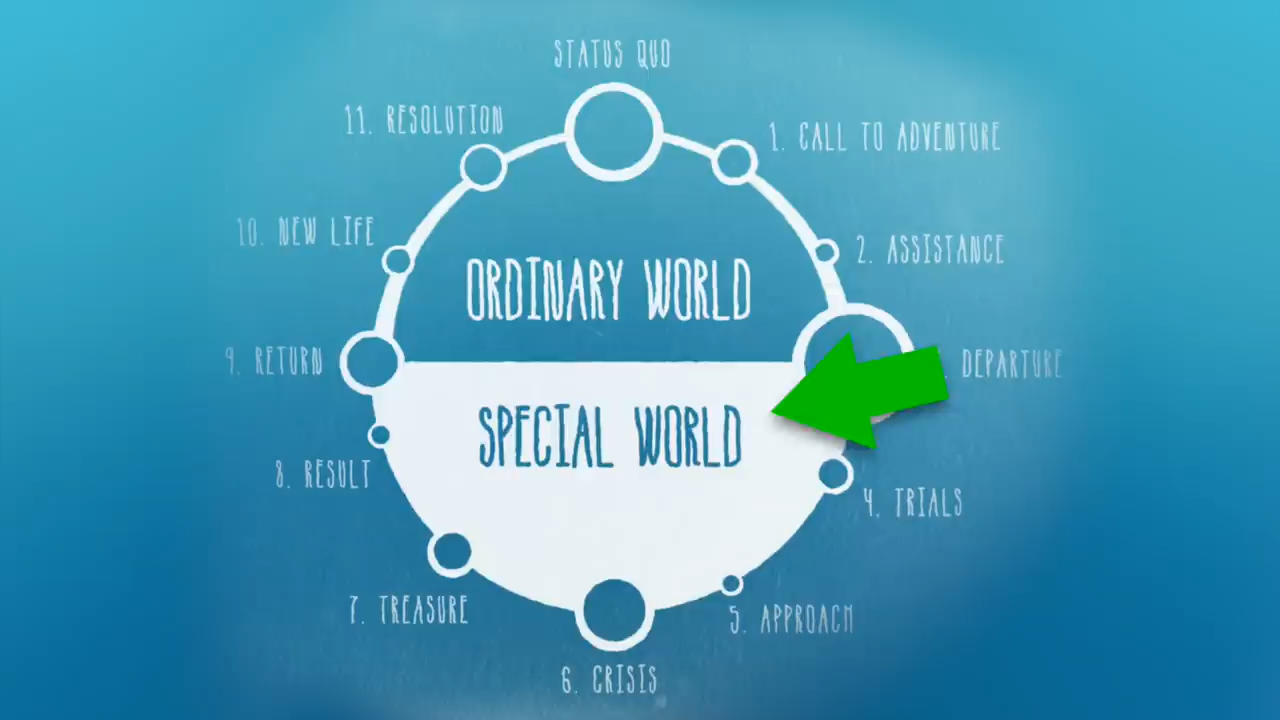 STATUS QUO
11. RESOLUTION
1. CALL TO ADVENTURE
10. NEW LIFE
2. ASSISTANCE
ORDINARY WORLD
9. RETURN
. DEPARTURE
SPECIAL WORLD
8. RESULT
4. TRIALS
7. TREASURE
5. APPROACH
6. CRISIS